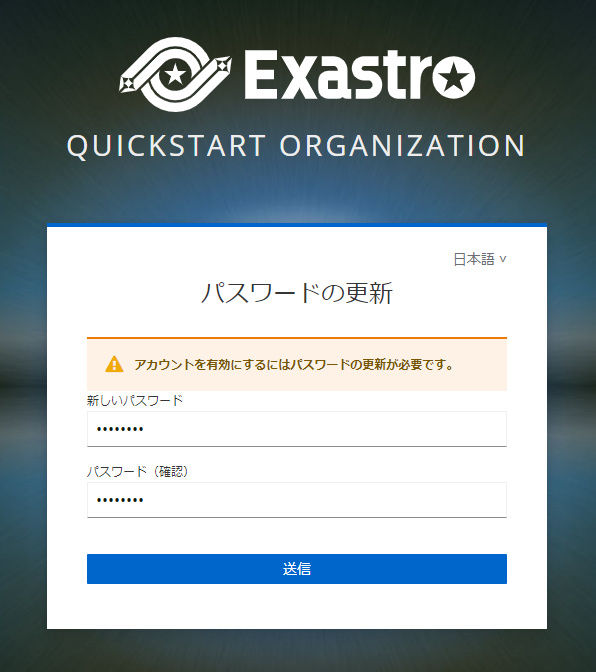 Exastro
QUICKSTART ORGANIZATION
日本語 ˅
パスワードの更新
アカウントを有効にするにはパスワードの更新が必要です。
新しいパスワード
••••••••
パスワード（確認）
••••••••
送信